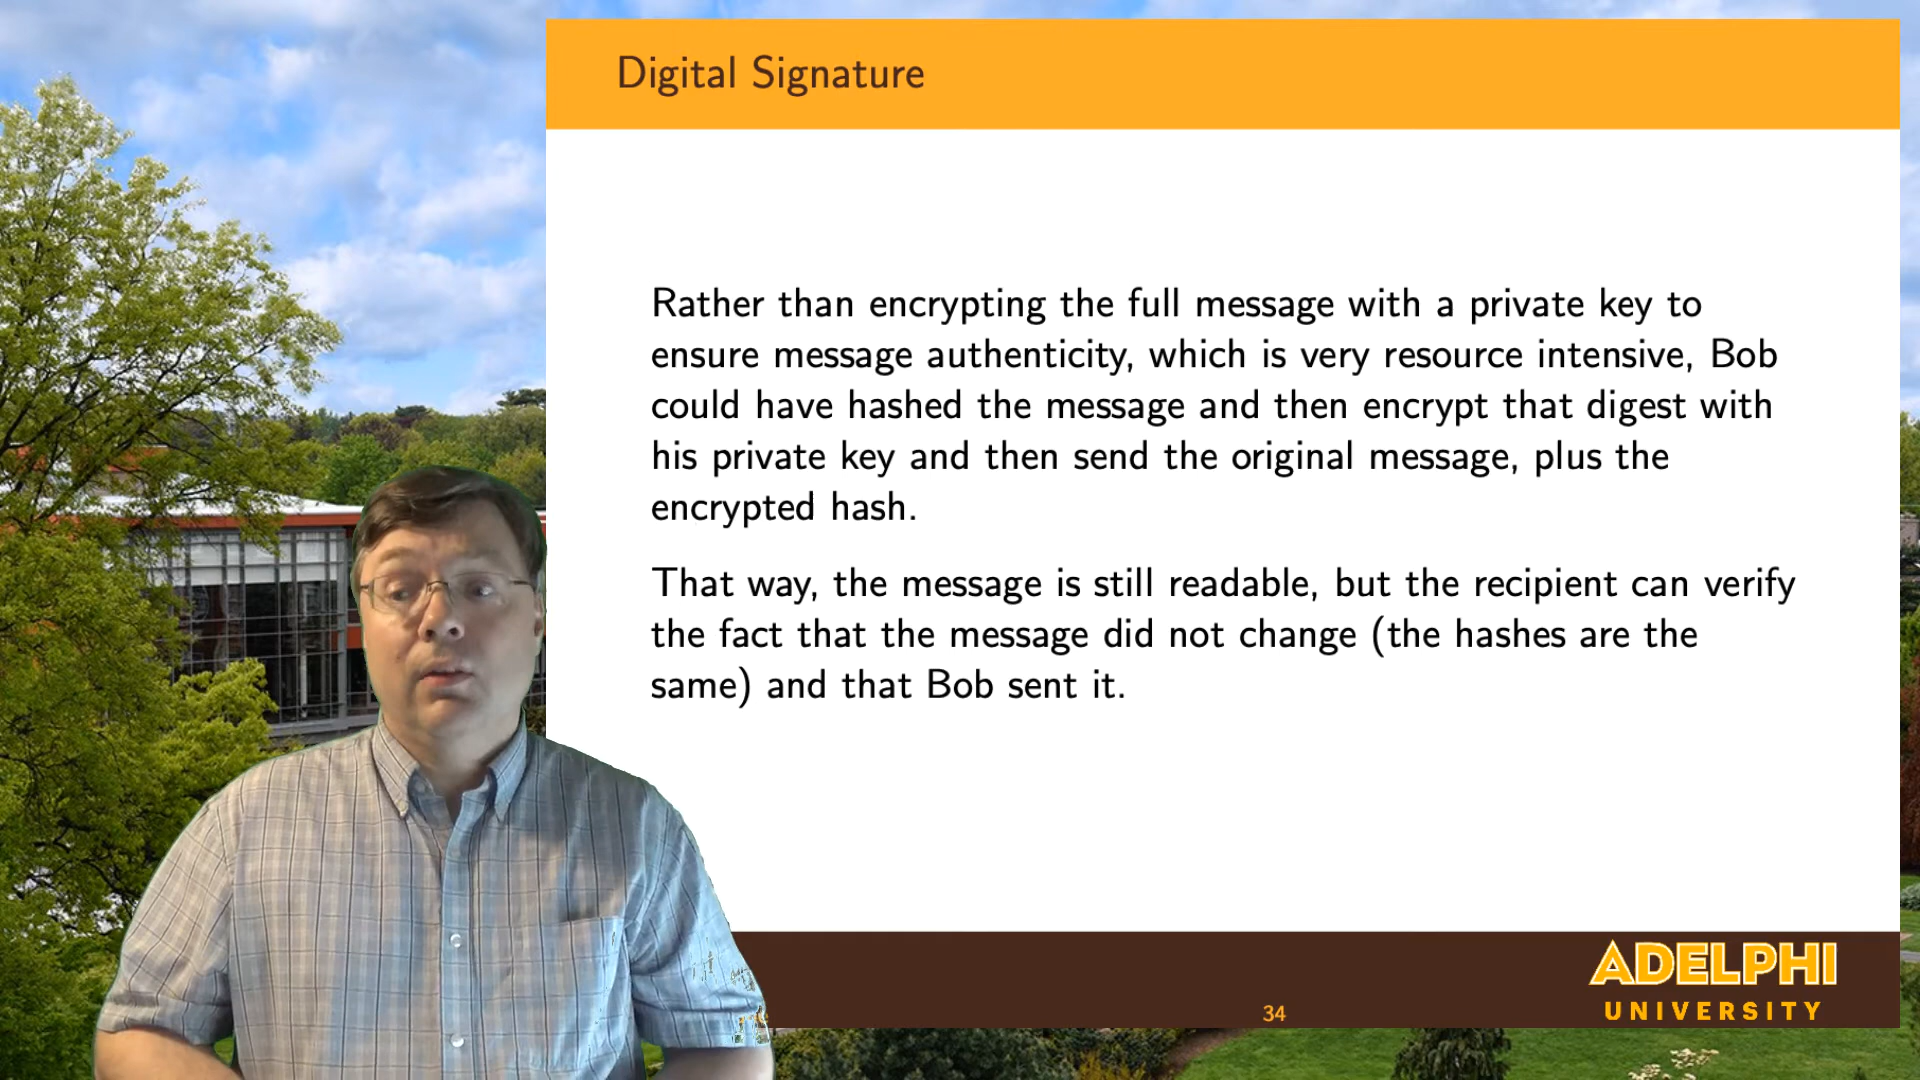 Digital Signature
Rather than encrypting the full message with a private key to
ensure message authenticity, which is very resource intensive, Bob
could have hashed the message and then encrypt that digest with
his private key and then send the original message, plus the
encrypted hash.
That way, the message is still readable, but the recipient can verify
the fact that the message did not change (the hashes are the
same) and that Bob sent it.
34
ADELPHI
UNIVERSITY